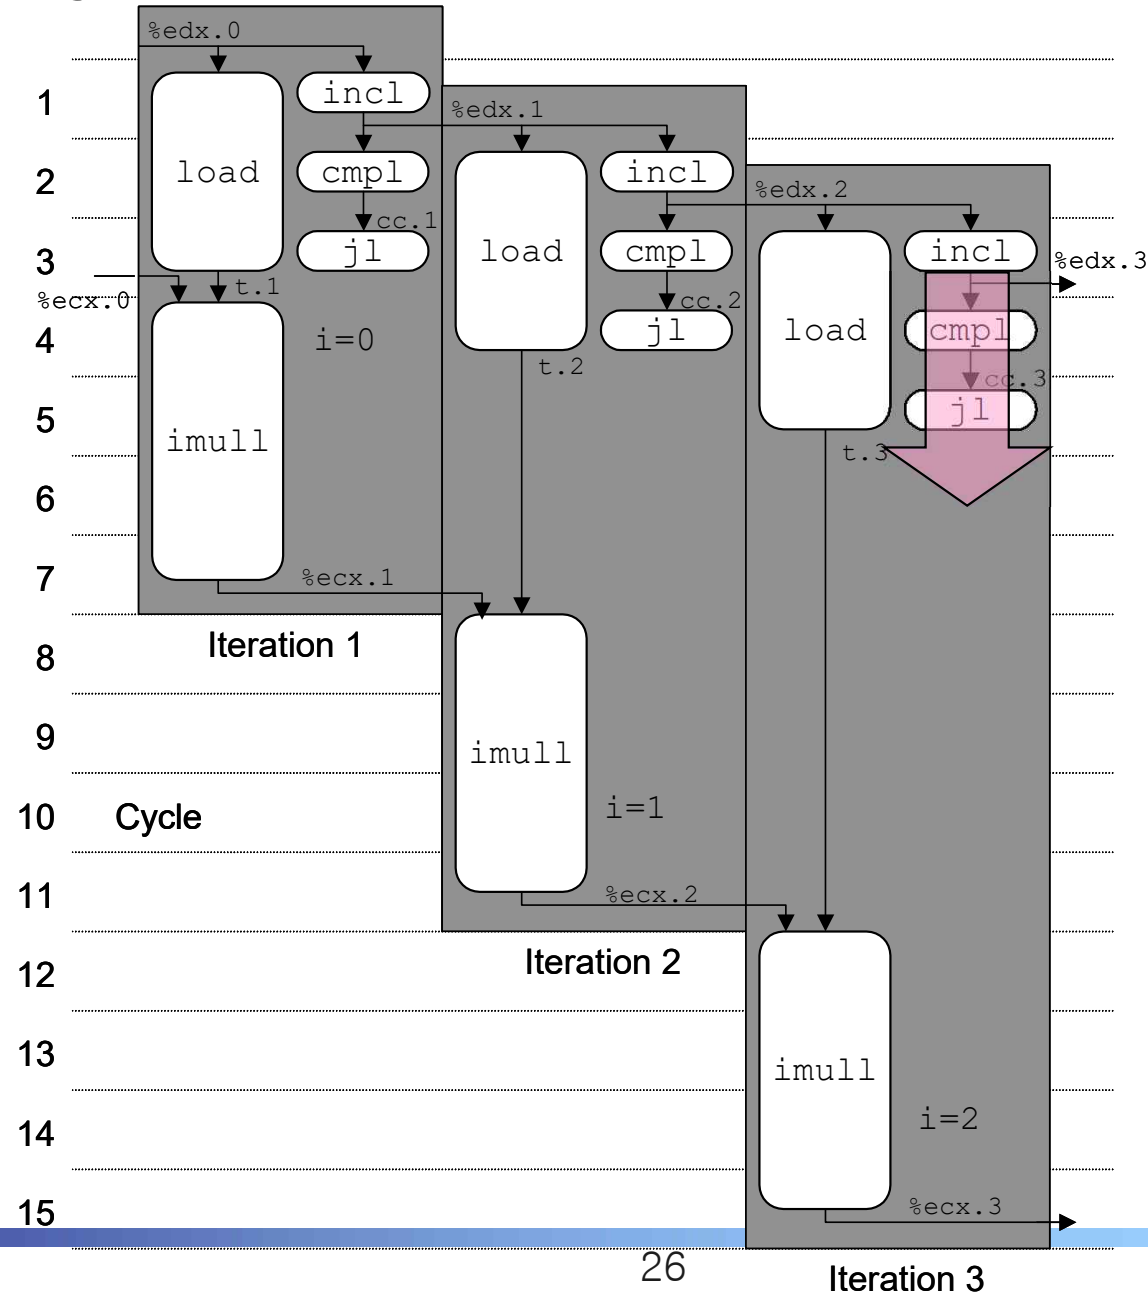 %edx.0
1
incl
%edx.1
2
load
cmpl
incl
%edx.2
cc.1
3
jl
load
cmpl
incl
%edx.3
t.1
%ecx.0
cc.2
4
i=0
jl
load
cmpl
t.2
cc.3
5
jl
imull
t.3
6
7
%ecx.1
8
Iteration 1
9
imull
10
Cycle
i=1
11
%ecx.2
12
Iteration 2
13
imull
14
i=2
15
%ecx.3
26
Iteration 3